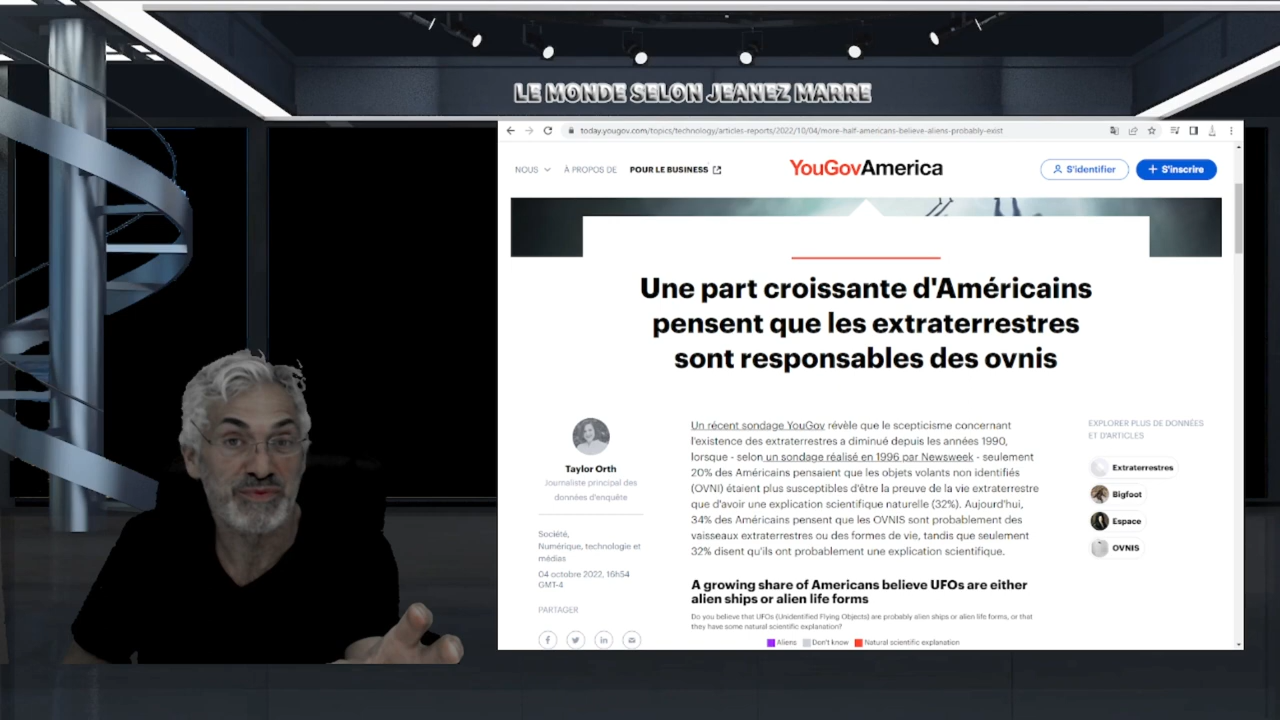 LE MONDE SELON JEANEZ MARRE
today.yougov.com/topics/technology/articles-reports/2022/10/04/more-half-americans-believe-aliens-probably-exist
NOUS
À PROPOS DE
POUR LE BUSINESS
YouGovAmerica
S'identifier
+ S'inscrire
Une part croissante d'Américains
pensent que les extraterrestres
sont responsables des ovnis
Taylor Orth
Journaliste principal des
données d'enquête
Société,
Numérique, technologie et
médias
04 octobre 2022, 16h54
GMT-4
PARTAGER
Un récent sondage YouGov révèle que le scepticisme concernant
l'existence des extraterrestres a diminué depuis les années 1990,
lorsque - selon un sondage réalisé en 1996 par Newsweek - seulement
20% des Américains pensaient que les objets volants non identifiés
(OVNI) étaient plus susceptibles d'être la preuve de la vie extraterrestre
que d'avoir une explication scientifique naturelle (32%). Aujourd'hui,
34% des Américains pensent que les OVNIS sont probablement des
vaisseaux extraterrestres ou des formes de vie, tandis que seulement
32% disent qu'ils ont probablement une explication scientifique.
A growing share of Americans believe UFOs are either
alien ships or alien life forms
Do you believe that UFOs (Unidentified Flying Objects) are probably alien ships or alien life forms, or that
they have some natural scientific explanation?
Aliens Don't know Natural scientific explanation
EXPLORER PLUS DE DONNÉES
ET D'ARTICLES
Extraterrestres
Bigfoot
Espace
OVNIS